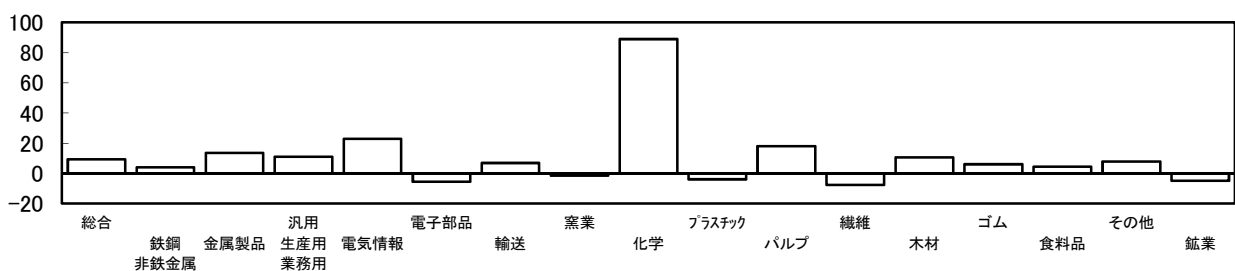 100
80
60
40
20
0
-20
総合
鉄鋼
非鉄金属
金属製品
汎用
生産用
業務用
電気情報
電子部品
輸送
窯業
化学
ﾌﾟﾗｽﾁｯｸ
パルプ
繊維
木材
ゴム
食料品
その他
鉱業